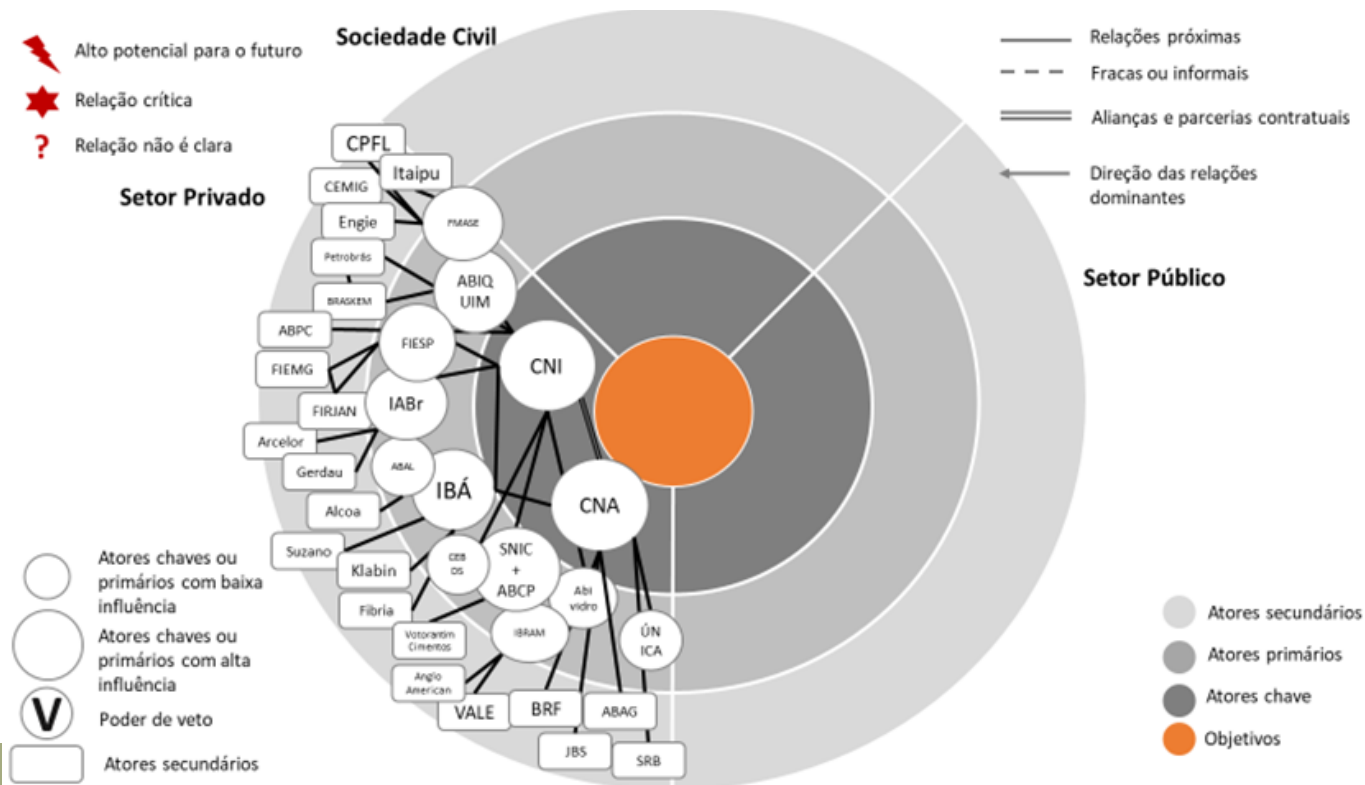 Sociedade Civil
Alto potencial para o futuro
Relação crítica
?
Relação não é clara
Setor Privado
Relações próximas
Fracas ou informais
Alianças e parcerias contratuais
Direção das relações
dominantes
Setor Público
CPFL
Itaipu
CEMIG
Engie
PMASE
Petrobrás
ABIQ
UIM
BRASKEM
ABPC
FIESP
CNI
FIEMG
FIRJAN
IABr
Arcelor
Gerdau
ABAL
IBÁ
CNA
Alcoa
Suzano
Klabin
CEB
DS
SNIC
+
ABCP
Abi
vidro
Fibria
Votorantim
Cimentos
IBRAM
ÚN
ICA
Anglo
American
VALE
BRF
ABAG
JBS
SRB
Atores chaves ou
primários com baixa
influência
Atores chaves ou
primários com alta
influência
V
Poder de veto
Atores secundários
Atores secundários
Atores primários
Atores chave
Objetivos